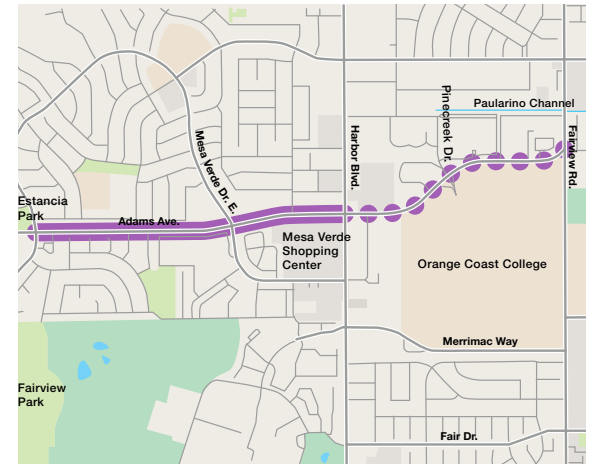 Paularino Channel
Pinecreek Dr.
Harbor Blvd.
Fairview Rd.
Mesa Verde Dr. E.
Estancia
Park
Adams Ave.
Mesa Verde
Shopping
Center
Orange Coast College
Merrimac Way
Fairview
Park
Fair Dr.